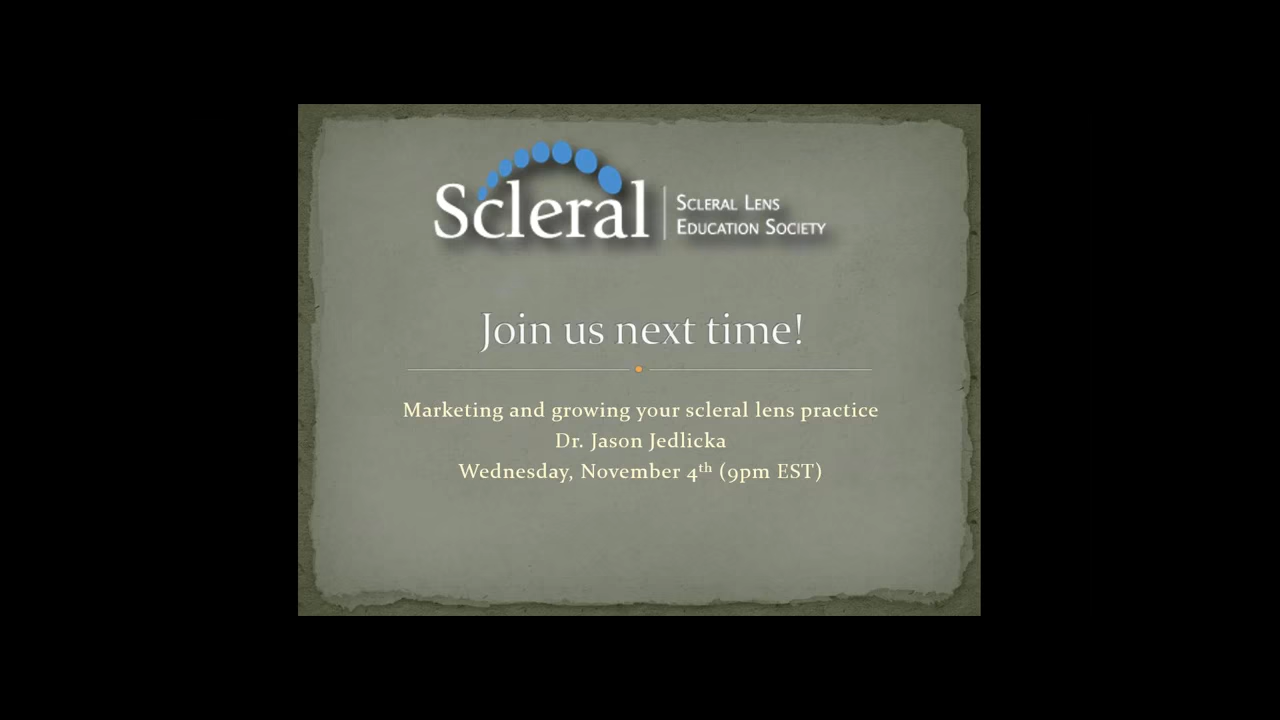 Scleral
Scleral Lens
Education Society
Join us next time!
Marketing and growing your scleral lens practice
Dr. Jason Jedlicka
Wednesday, November 4th (9pm EST)